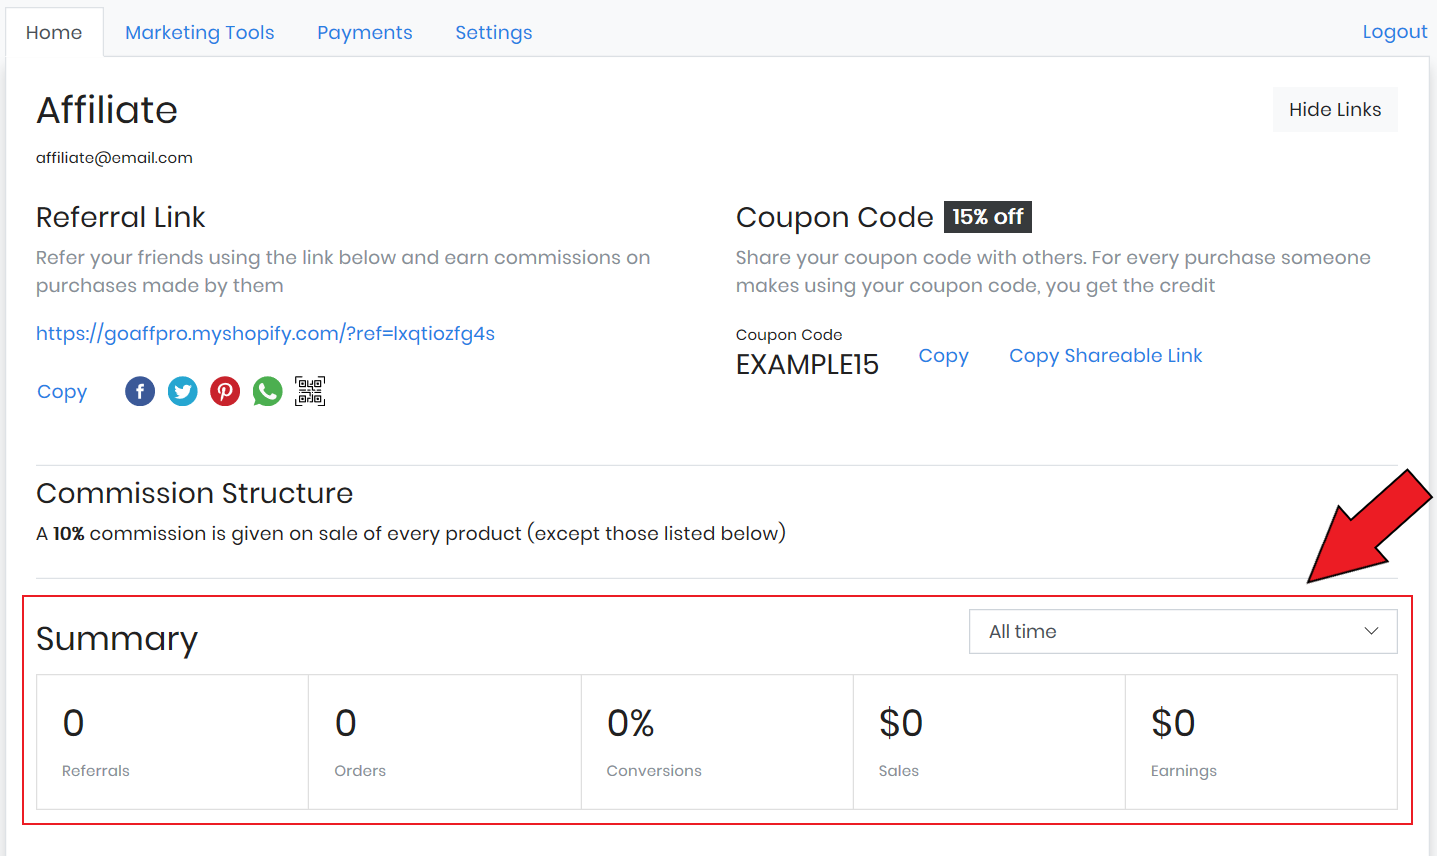 Home Marketing Tools Payments Settings Logout
Affiliate
Hide Links
affiliate@email.com
Referral Link
Refer your friends using the link below and earn commissions on
purchases made by them
https://goaffpro.myshopify.com/?ref=lxqtiozfg4s
Copy
Coupon Code 15% off
Share your coupon code with others. For every purchase someone
makes using your coupon code, you get the credit
Coupon Code
EXAMPLE15
Copy Copy Shareable Link
Commission Structure
A 10% commission is given on sale of every product (except those listed below)
Summary
All time
0
Referrals
0
Orders
0%
Conversions
$0
Sales
$0
Earnings